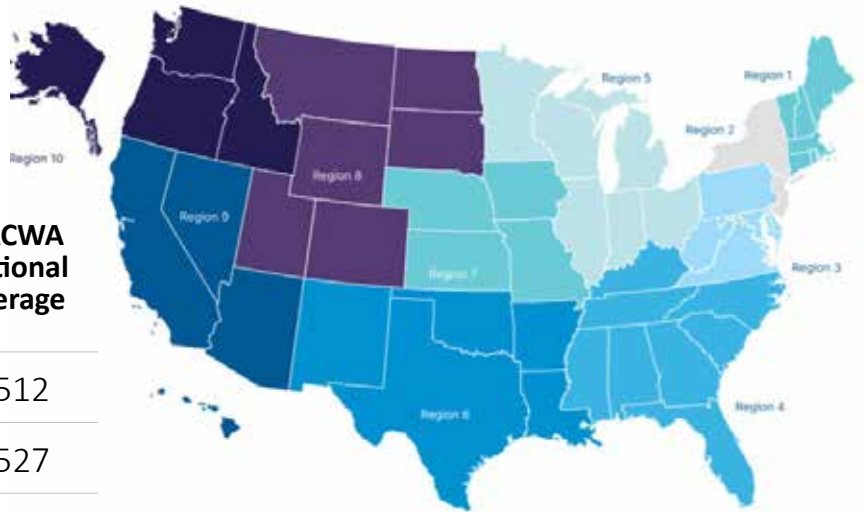 Region 5
Region 1
Region 2
Region 10
Region 8
Region 9
CWA
tional
erage
Region 7
Region 3
512
Region 4
Region 6
527